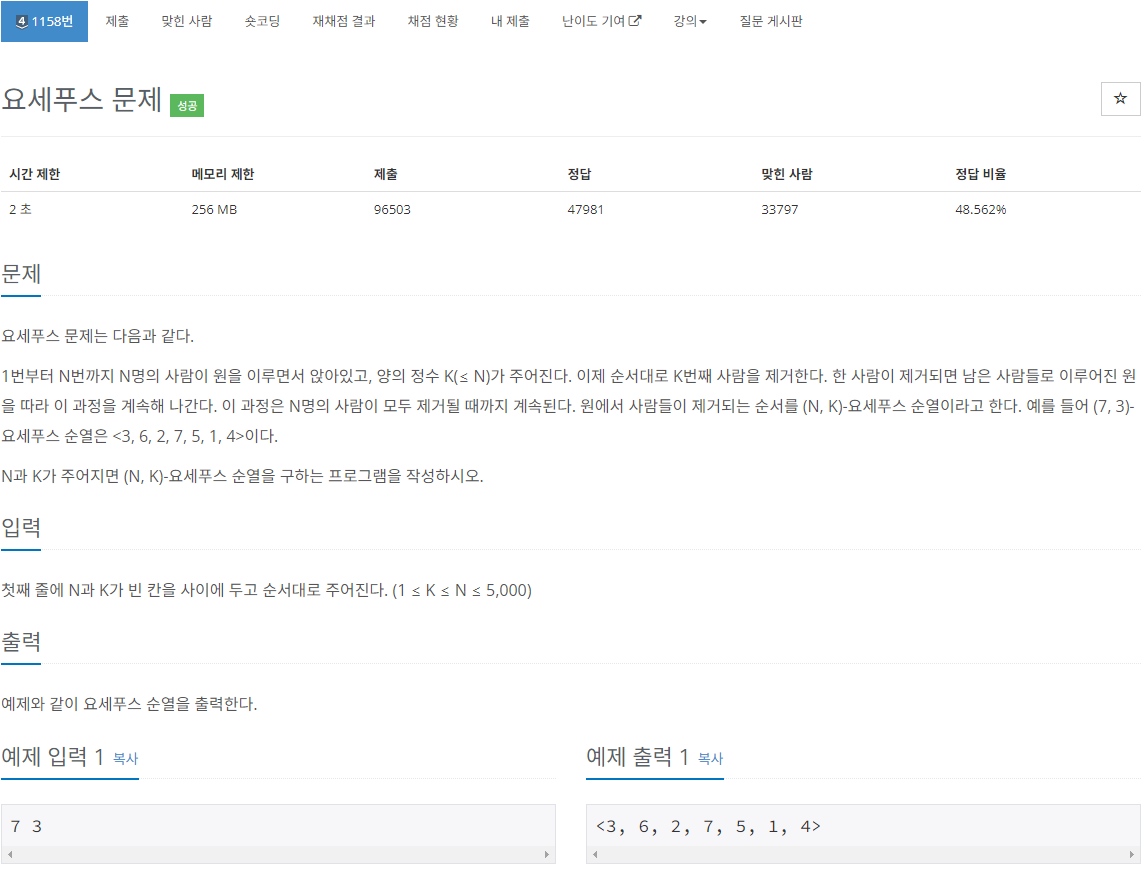 4 1158번 제출 맞힌 사람 숏코딩 재채점 결과 채점 현황 내 제출 난이도 기여 강의 질문 게시판
요세푸스 문제 성공
시간 제한 메모리 제한 제출 정답 맞힌 사람 정답 비율
2 초 256 MB 96503 47981 33797 48.562%
문제
요세푸스 문제는 다음과 같다.
1번부터 N번까지 N명의 사람이 원을 이루면서 앉아있고, 양의 정수 K(≤ N)가 주어진다. 이제 순서대로 K번째 사람을 제거한다. 한 사람이 제거되면 남은 사람들로 이루어진 원
을 따라 이 과정을 계속해 나간다. 이 과정은 N명의 사람이 모두 제거될 때까지 계속된다. 원에서 사람들이 제거되는 순서를 (N, K)-요세푸스 순열이라고 한다. 예를 들어 (7, 3)-
요세푸스 순열은 <3, 6, 2, 7, 5, 1, 4>이다.
N과 K가 주어지면 (N, K)-요세푸스 순열을 구하는 프로그램을 작성하시오.
입력
첫째 줄에 N과 K가 빈 칸을 사이에 두고 순서대로 주어진다. (1 ≤ K ≤ N ≤ 5,000)
출력
예제와 같이 요세푸스 순열을 출력한다.
예제 입력 1 복사
7 3
예제 출력 1 복사
<3, 6, 2, 7, 5, 1, 4>